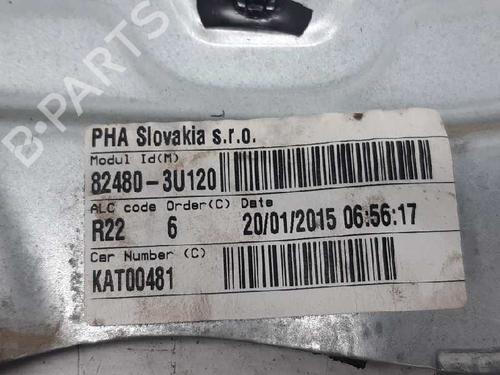 PHA Slovakia s.r.o.
Modul Id(M)
82480-3U120
ALC code Order(C) Date
R22 6 20/01/2015 06:56:17
Car Number (C)
KAT00481
B-PARTS